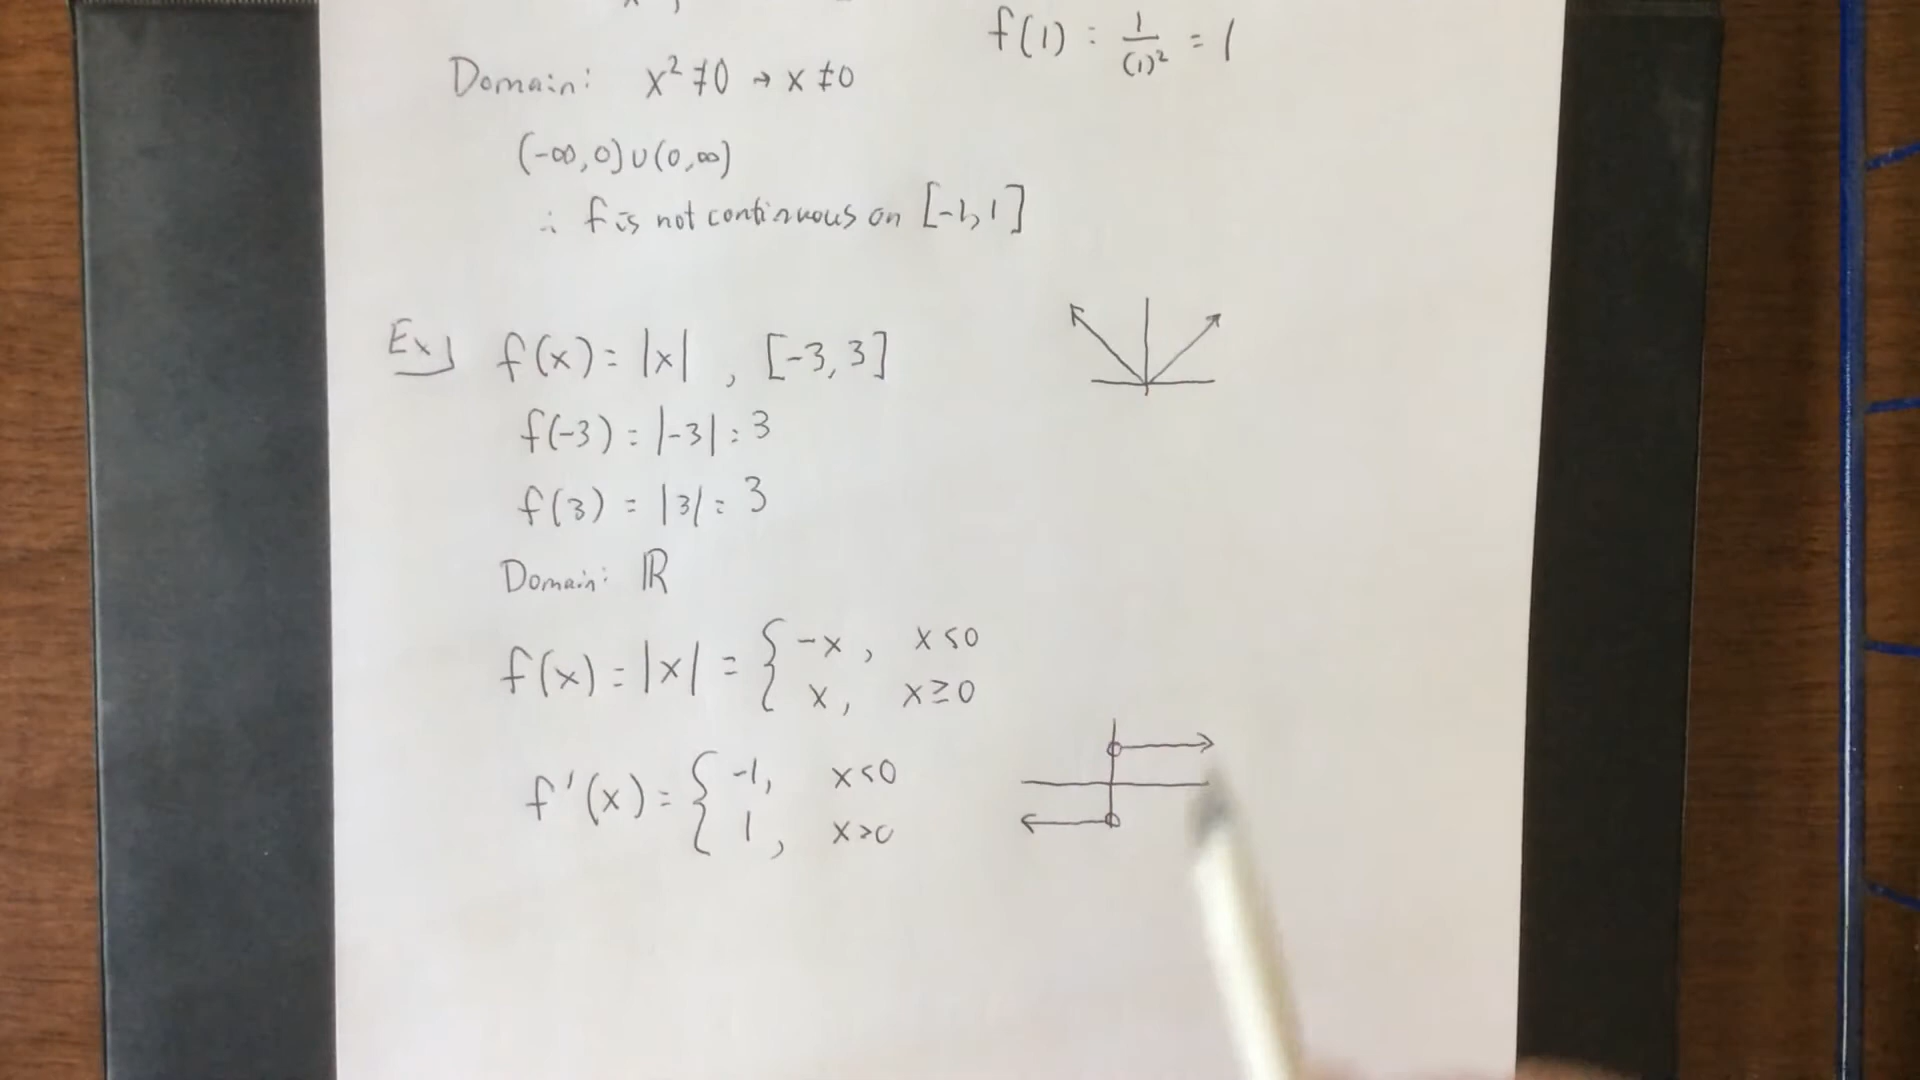 f(1) = 1/(1)² = 1
Domain: x² ≠ 0 → x ≠ 0
(-∞, 0) ∪ (0, ∞)
∴ f is not continuous on [-1, 1]
Ex) f(x) = |x| , [-3, 3]
f(-3) = |-3| = 3
f(3) = |3| = 3
Domain: ℝ
f(x) = |x| = { -x, x < 0
x, x ≥ 0
f'(x) = { -1, x < 0
1, x > 0